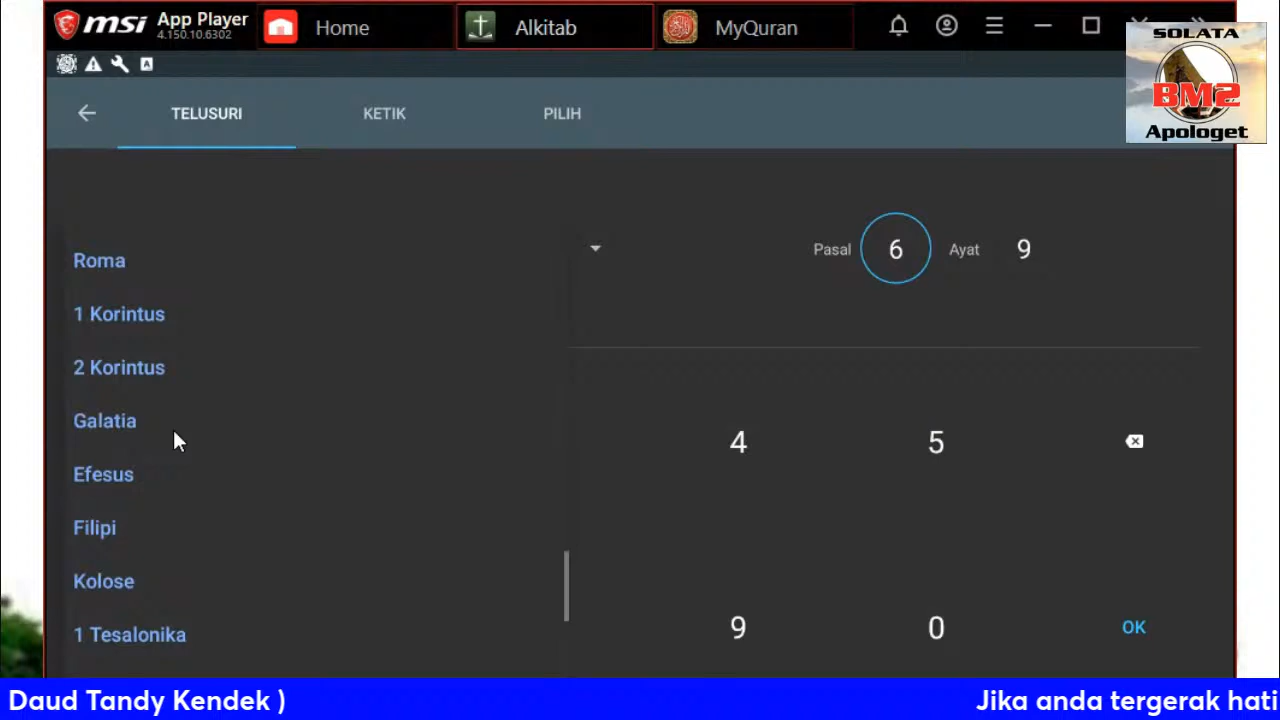 msi App Player
4.150.10.6302
Home
Alkitab
MyQuran
SOLATA
BM2
Apologet
TELUSURI
KETIK
PILIH
Roma
1 Korintus
2 Korintus
Galatia
Efesus
Filipi
Kolose
1 Tesalonika
Pasal 6 Ayat 9
4 5
9 0 OK
Daud Tandy Kendek )
Jika anda tergerak hati